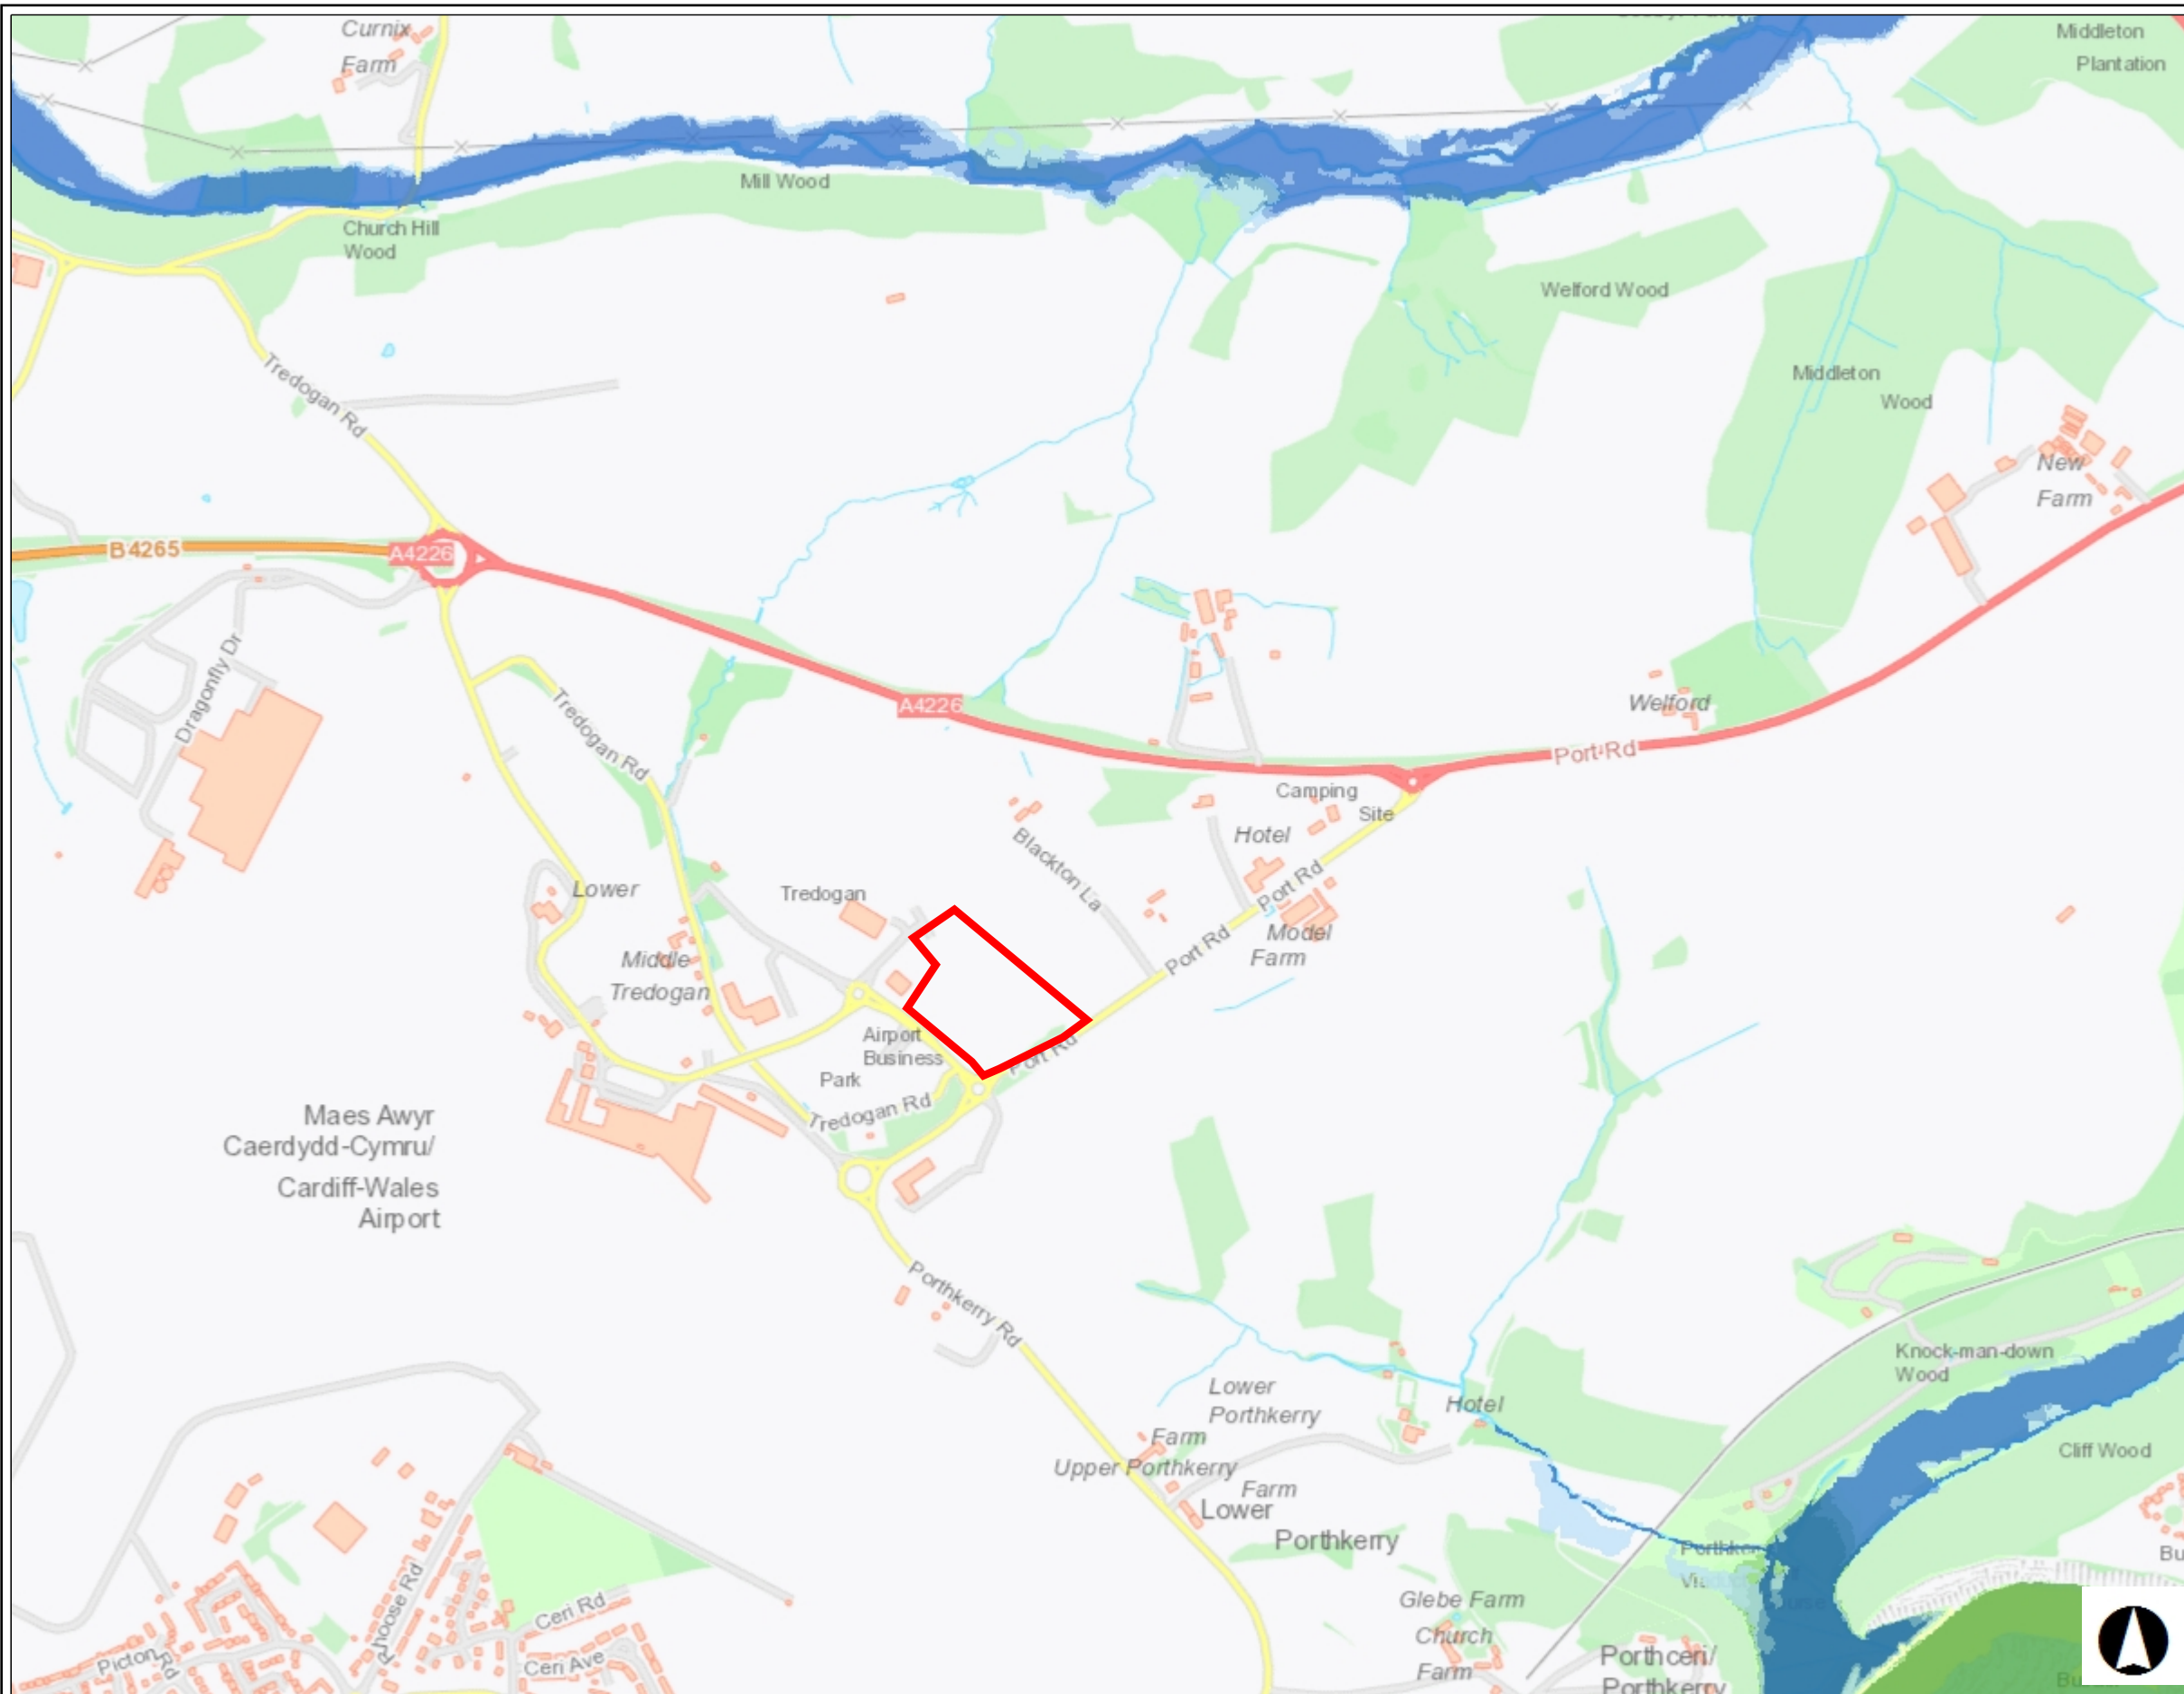 Curnix
Farm
Middleton
Plantation
Mill Wood
Church Hill
Wood
Welford Wood
Tredogan Rd
Middleton
Wood
New
Farm
B4265
A4226
Dragonfly Dr
Tredogan Rd
A4226
Welford
Port Rd
Camping
Site
Hotel
Blackton La
Port Rd
Lower
Tredogan
Port Rd
Model
Farm
Middle
Tredogan
Airport
Business
Park
Port Rd
Tredogan Rd
Maes Awyr
Caerdydd-Cymru/
Cardiff-Wales
Airport
Porthkerry Rd
Knock-man-down
Wood
Lower
Porthkerry
Farm
Hotel
Cliff Wood
Upper Porthkerry
Farm
Lower
Porthkerry
Glebe Farm
Church
Farm
Rhoose Rd
Ceri Rd
Ceri Ave
Picton Rd
Porthceri/
Porthkerry
Bu